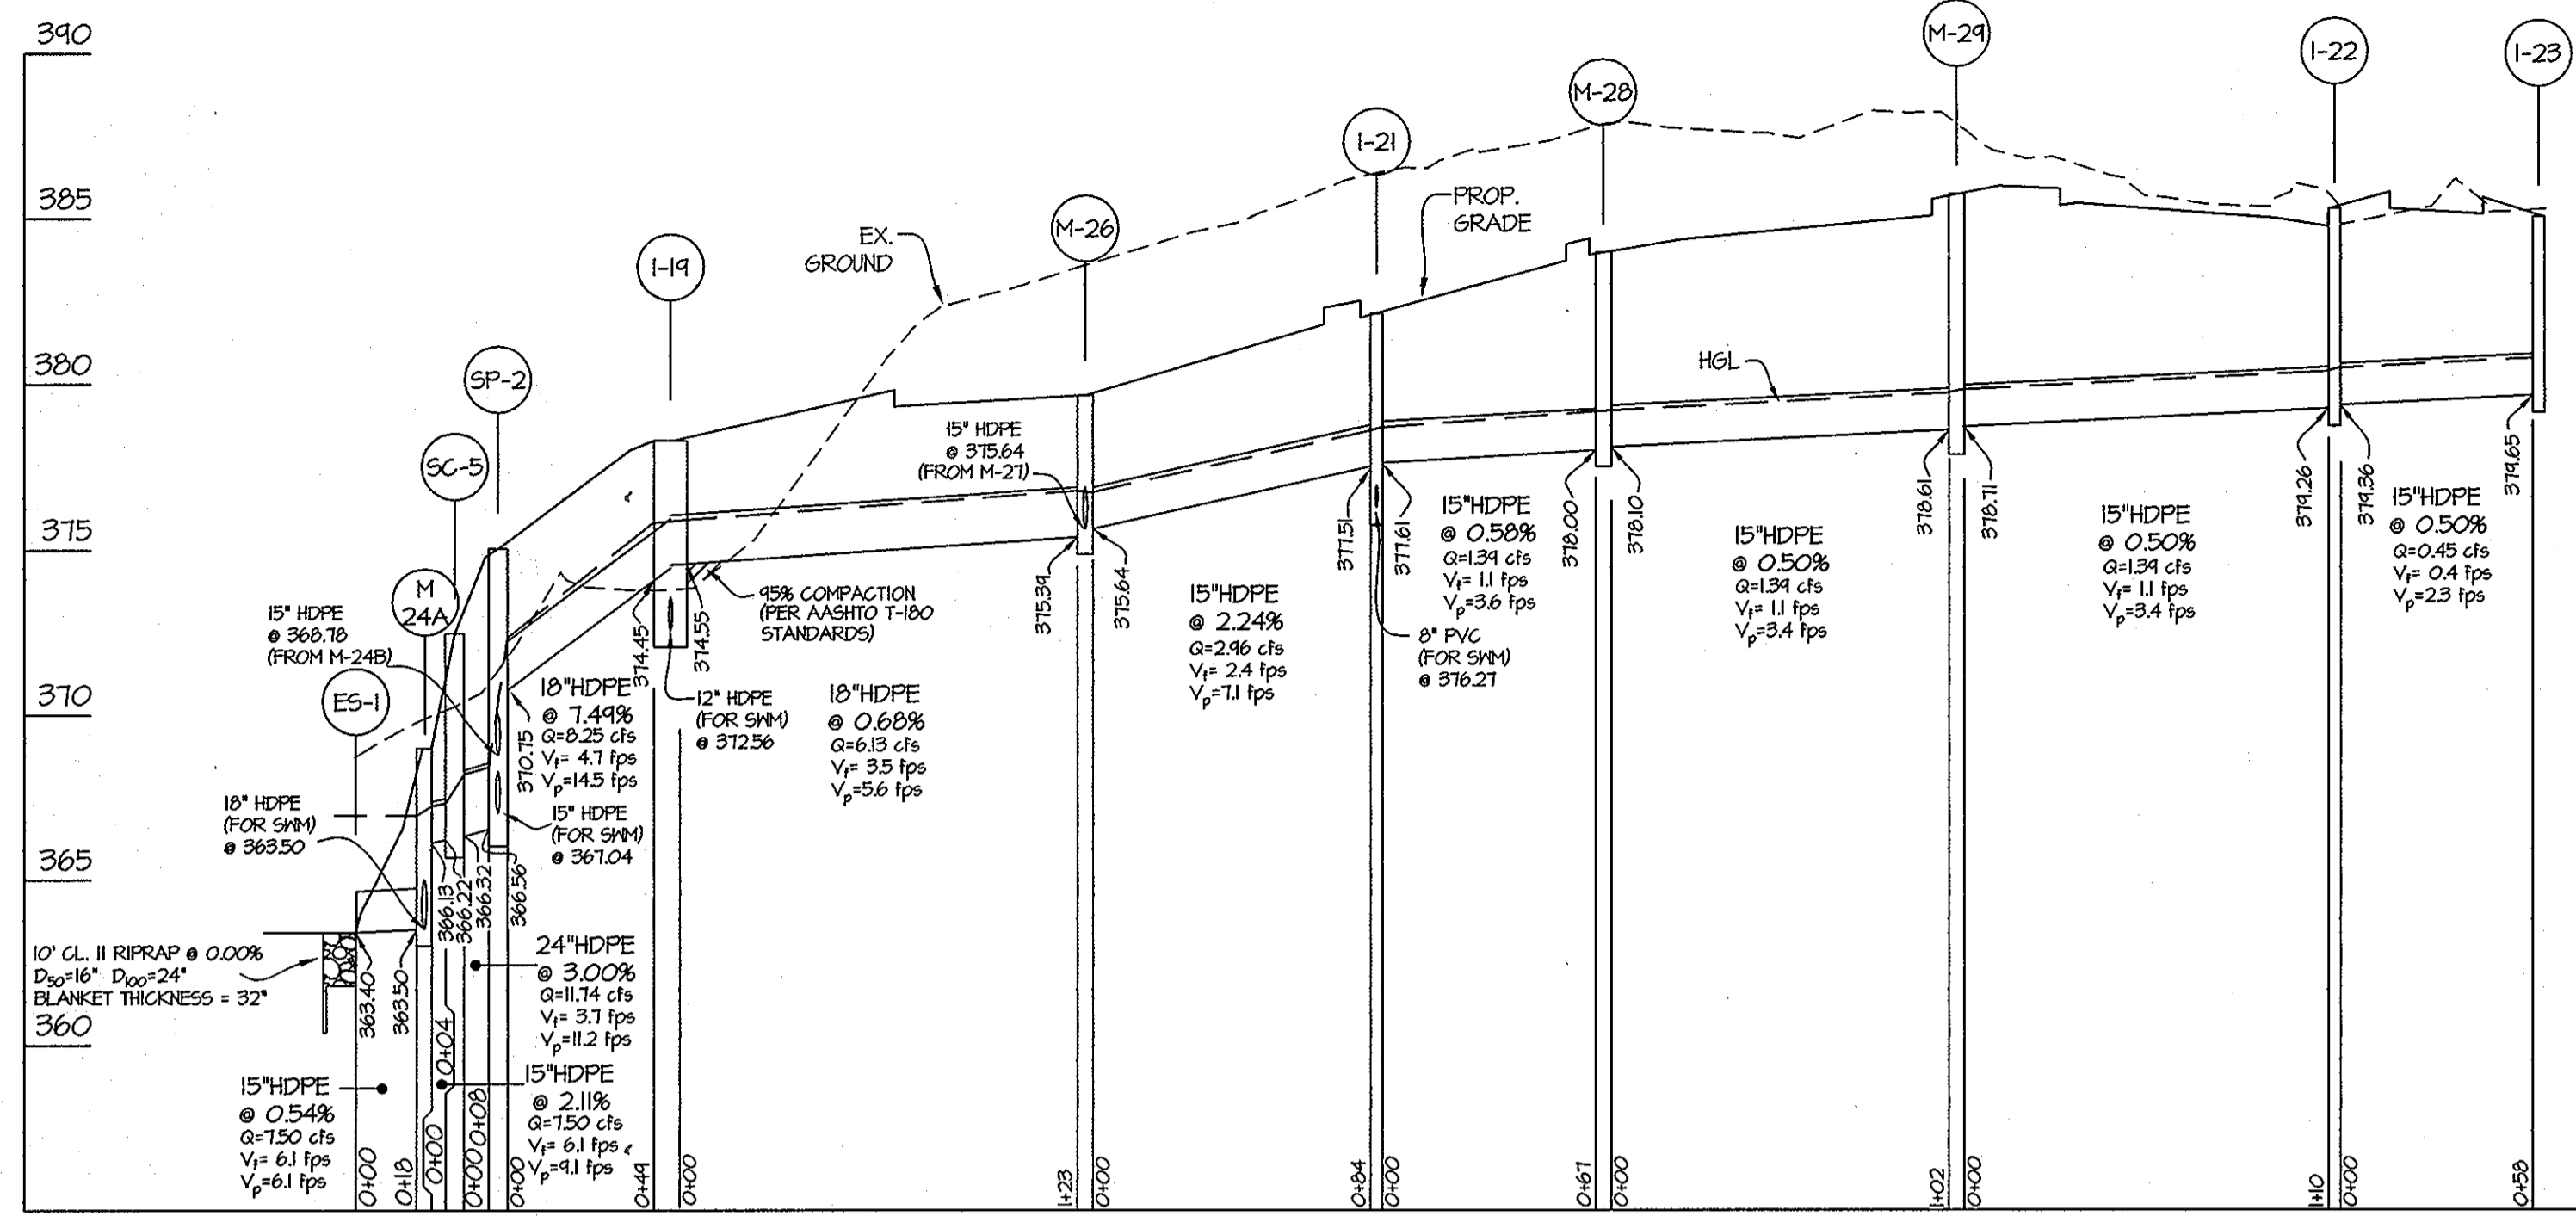 390
385
380
375
370
365
360
ES-1
M
24A
SC-5
SP-2
I-19
M-26
I-21
M-28
M-29
I-22
I-23
EX.
GROUND
PROP.
GRADE
HGL
15" HDPE
@ 375.64
(FROM M-27)
15" HDPE
@ 368.78
(FROM M-24B)
18" HDPE
(FOR SWM)
@ 363.50
10' CL. II RIPRAP @ 0.00%
D50=16" D100=24"
BLANKET THICKNESS = 32"
95% COMPACTION
(PER AASHTO T-180
STANDARDS)
12" HDPE
(FOR SWM)
@ 372.56
15" HDPE
(FOR SWM)
@ 367.04
8" PVC
(FOR SWM)
@ 376.27
15"HDPE
@ 0.54%
Q=7.50 cfs
Vf= 6.1 fps
Vp=6.1 fps
15"HDPE
@ 2.11%
Q=7.50 cfs
Vf= 6.1 fps
Vp=9.1 fps
24"HDPE
@ 3.00%
Q=11.74 cfs
Vf= 3.7 fps
Vp=11.2 fps
18"HDPE
@ 7.49%
Q=8.25 cfs
Vf= 4.7 fps
Vp=14.5 fps
18"HDPE
@ 0.68%
Q=6.13 cfs
Vf= 3.5 fps
Vp=5.6 fps
15"HDPE
@ 2.24%
Q=2.96 cfs
Vf= 2.4 fps
Vp=7.1 fps
15"HDPE
@ 0.58%
Q=1.39 cfs
Vf= 1.1 fps
Vp=3.6 fps
15"HDPE
@ 0.50%
Q=1.39 cfs
Vf= 1.1 fps
Vp=3.4 fps
15"HDPE
@ 0.50%
Q=1.39 cfs
Vf= 1.1 fps
Vp=3.4 fps
15"HDPE
@ 0.50%
Q=0.45 cfs
Vf= 0.4 fps
Vp=2.3 fps
363.40
363.50
366.13
366.22
366.32
366.56
370.75
374.45
374.55
375.39
375.64
377.51
377.61
378.00
378.10
378.61
378.71
379.26
379.36
379.65
0+00
0+18
0+00
0+04
0+00
0+08
0+00
0+49
0+00
1+23
0+00
0+84
0+00
0+67
0+00
1+02
0+00
1+10
0+00
0+58